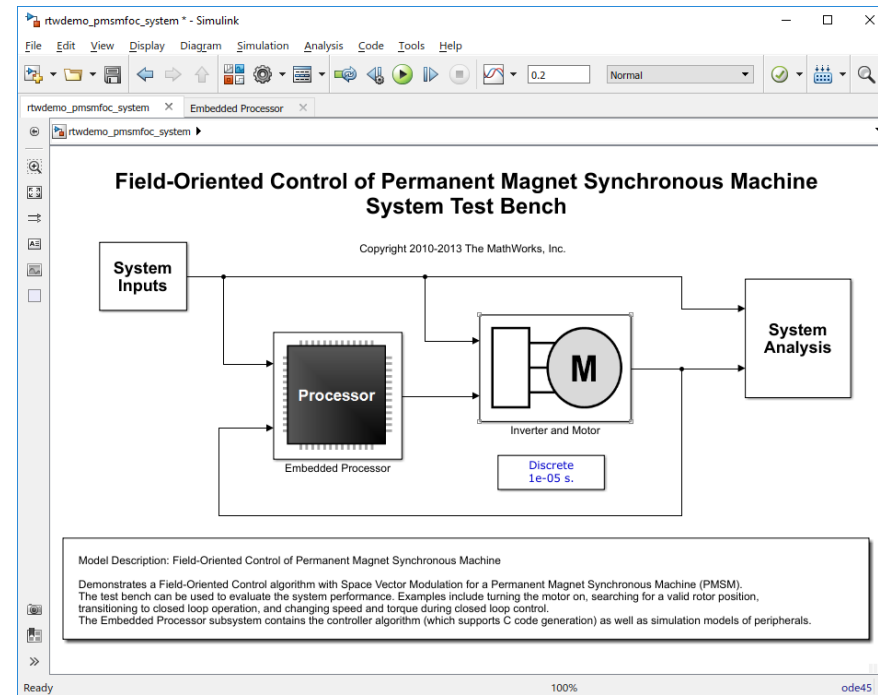 rtwdemo_pmsmfoc_system * - Simulink
File Edit View Display Diagram Simulation Analysis Code Tools Help
0.2 Normal
rtwdemo_pmsmfoc_system Embedded Processor
rtwdemo_pmsmfoc_system
Field-Oriented Control of Permanent Magnet Synchronous Machine
System Test Bench
Copyright 2010-2013 The MathWorks, Inc.
System
Inputs
System
Analysis
Processor
M
Inverter and Motor
Embedded Processor
Discrete
1e-05 s.
Model Description: Field-Oriented Control of Permanent Magnet Synchronous Machine
Demonstrates a Field-Oriented Control algorithm with Space Vector Modulation for a Permanent Magnet Synchronous Machine (PMSM).
The test bench can be used to evaluate the system performance. Examples include turning the motor on, searching for a valid rotor position,
transitioning to closed loop operation, and changing speed and torque during closed loop control.
The Embedded Processor subsystem contains the controller algorithm (which supports C code generation) as well as simulation models of peripherals.
Ready 100% ode45